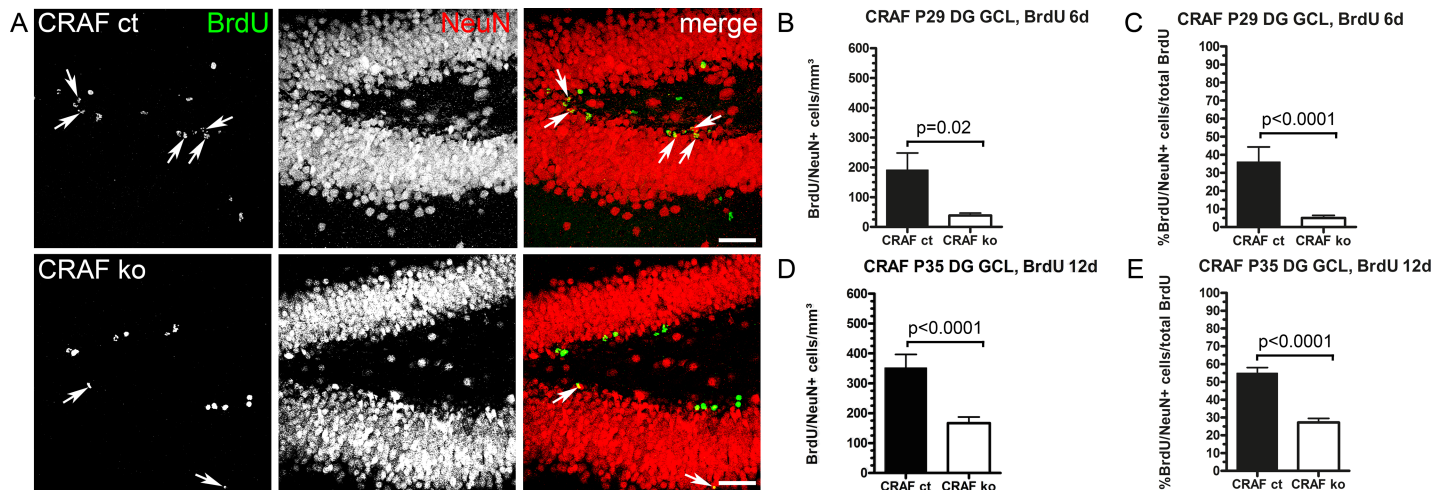 A
CRAF ct
BrdU
NeuN
merge
CRAF ko
B
CRAF P29 DG GCL, BrdU 6d
BrdU/NeuN+ cells/mm³
600
500
400
300
200
100
0
p=0.02
CRAF ct
CRAF ko
C
CRAF P29 DG GCL, BrdU 6d
%BrdU/NeuN+ cells/total BrdU
100
90
80
70
60
50
40
30
20
10
0
p<0.0001
CRAF ct
CRAF ko
D
CRAF P35 DG GCL, BrdU 12d
BrdU/NeuN+ cells/mm³
600
500
400
300
200
100
0
p<0.0001
CRAF ct
CRAF ko
E
CRAF P35 DG GCL, BrdU 12d
%BrdU/NeuN+ cells/total BrdU
100
90
80
70
60
50
40
30
20
10
0
p<0.0001
CRAF ct
CRAF ko